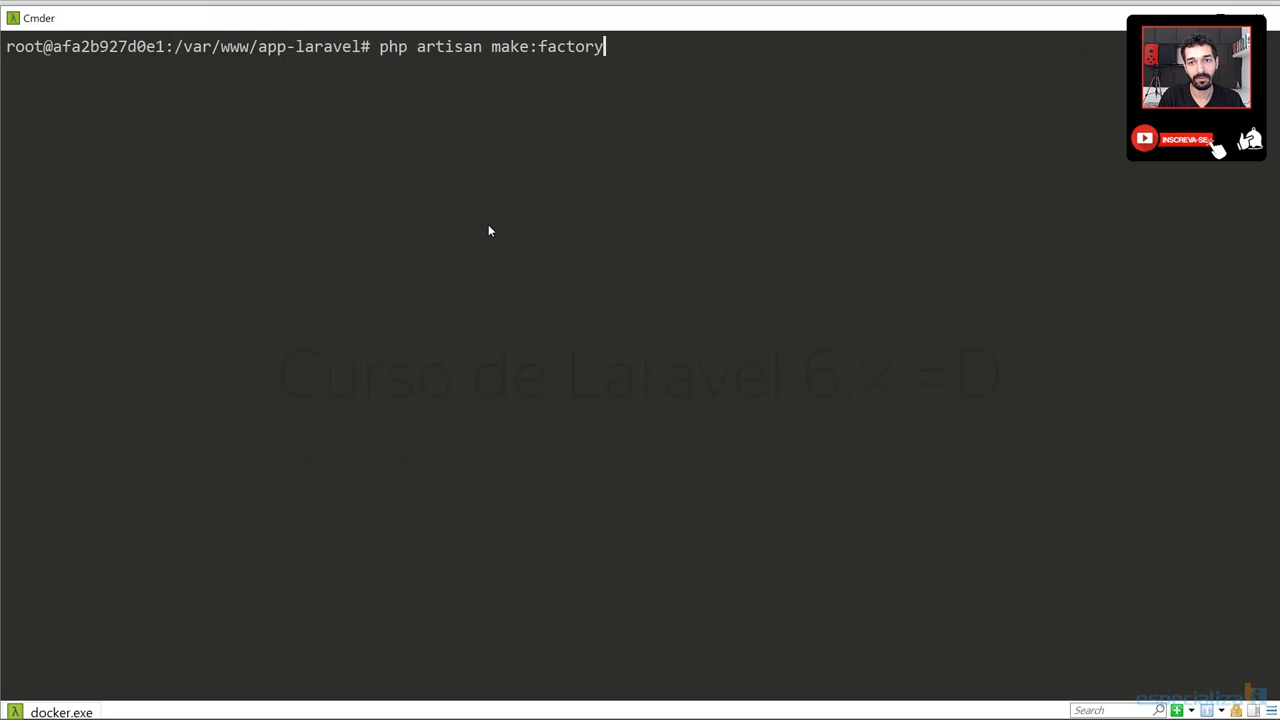 Cmder
root@afa2b927d0e1:/var/www/app-laravel# php artisan make:factory
INSCREVA-SE
Curso de Laravel 6.x =D
especializati
docker.exe
Search